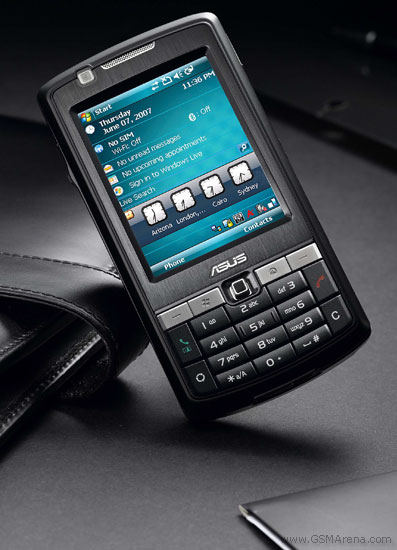 Start
11:36 PM
Thursday
June 07, 2007
No SIM
Wi-Fi: Off
: Off
No unread messages
No upcoming appointments
Sign in to Windows Live
Live Search
Arizona London,... Cairo Sydney
Phone Contacts
ASUS
1 ∞ 2 abc def 3
4 ghi 5 jkl mno 6
7 pqrs 8 tuv wxyz 9 C
* a/A 0 + #
www.GSMArena.com